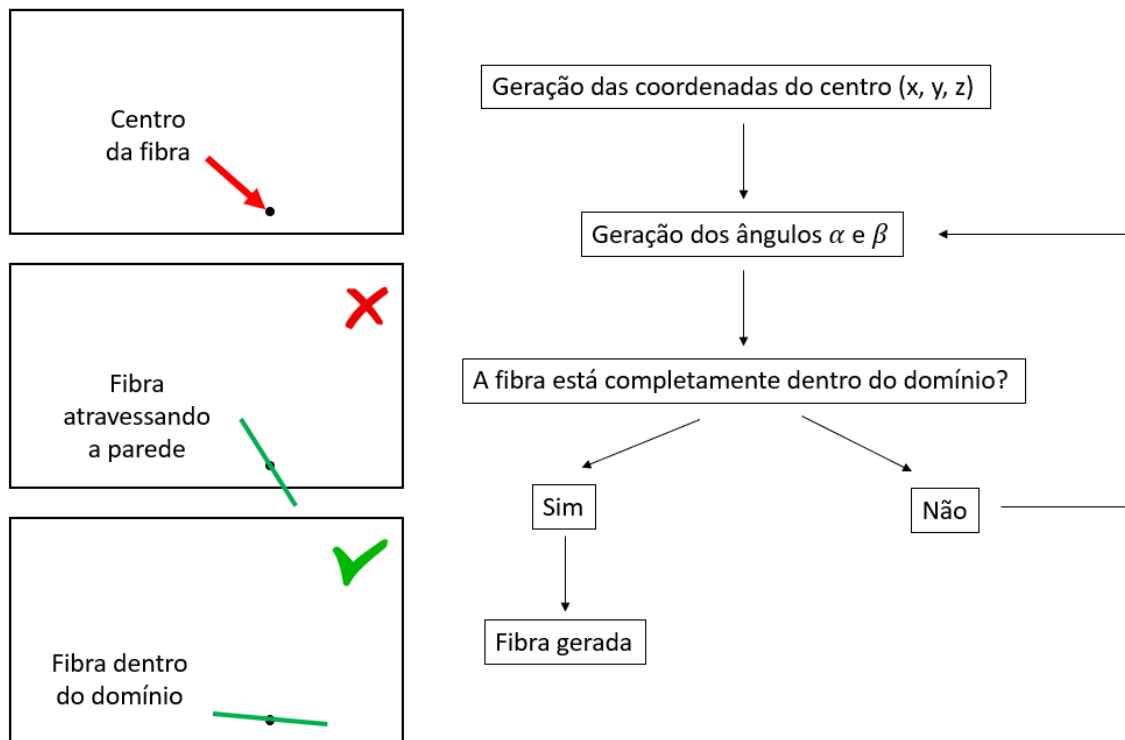 Centro
da fibra
Fibra
atravessando
a parede
Fibra dentro
do domínio
Geração das coordenadas do centro (x, y, z)
Geração dos ângulos α e β
A fibra está completamente dentro do domínio?
Sim
Não
Fibra gerada